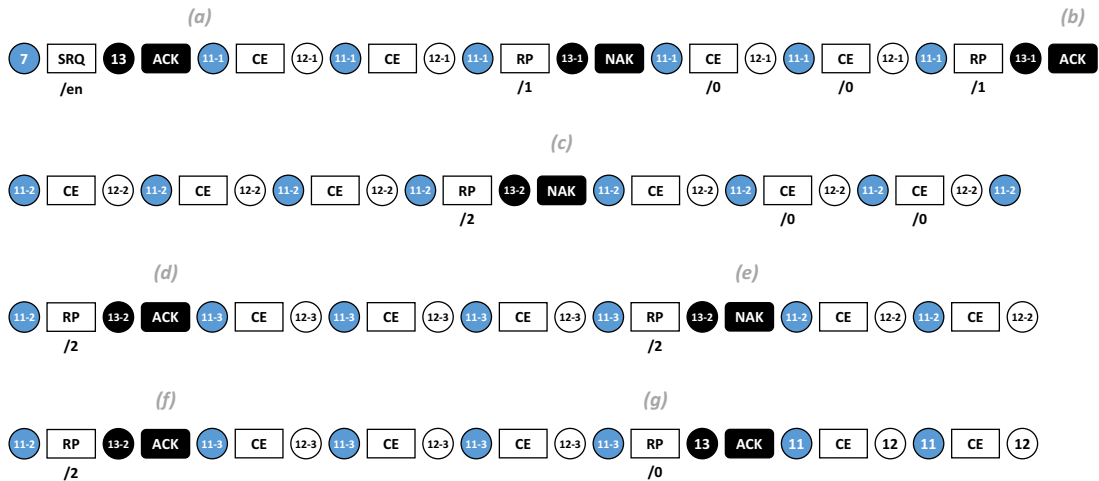 (a) (b)
7 SRQ 13 ACK 11-1 CE 12-1 11-1 CE 12-1 11-1 RP 13-1 NAK 11-1 CE 12-1 11-1 CE 12-1 11-1 RP 13-1 ACK
/en /1 /0 /0 /1
(c)
11-2 CE 12-2 11-2 CE 12-2 11-2 CE 12-2 11-2 RP 13-2 NAK 11-2 CE 12-2 11-2 CE 12-2 11-2 CE 12-2 11-2
/2 /0 /0
(d) (e)
11-2 RP 13-2 ACK 11-3 CE 12-3 11-3 CE 12-3 11-3 CE 12-3 11-3 RP 13-2 NAK 11-2 CE 12-2 11-2 CE 12-2
/2 /2
(f) (g)
11-2 RP 13-2 ACK 11-3 CE 12-3 11-3 CE 12-3 11-3 CE 12-3 11-3 RP 13 ACK 11 CE 12 11 CE 12
/2 /0